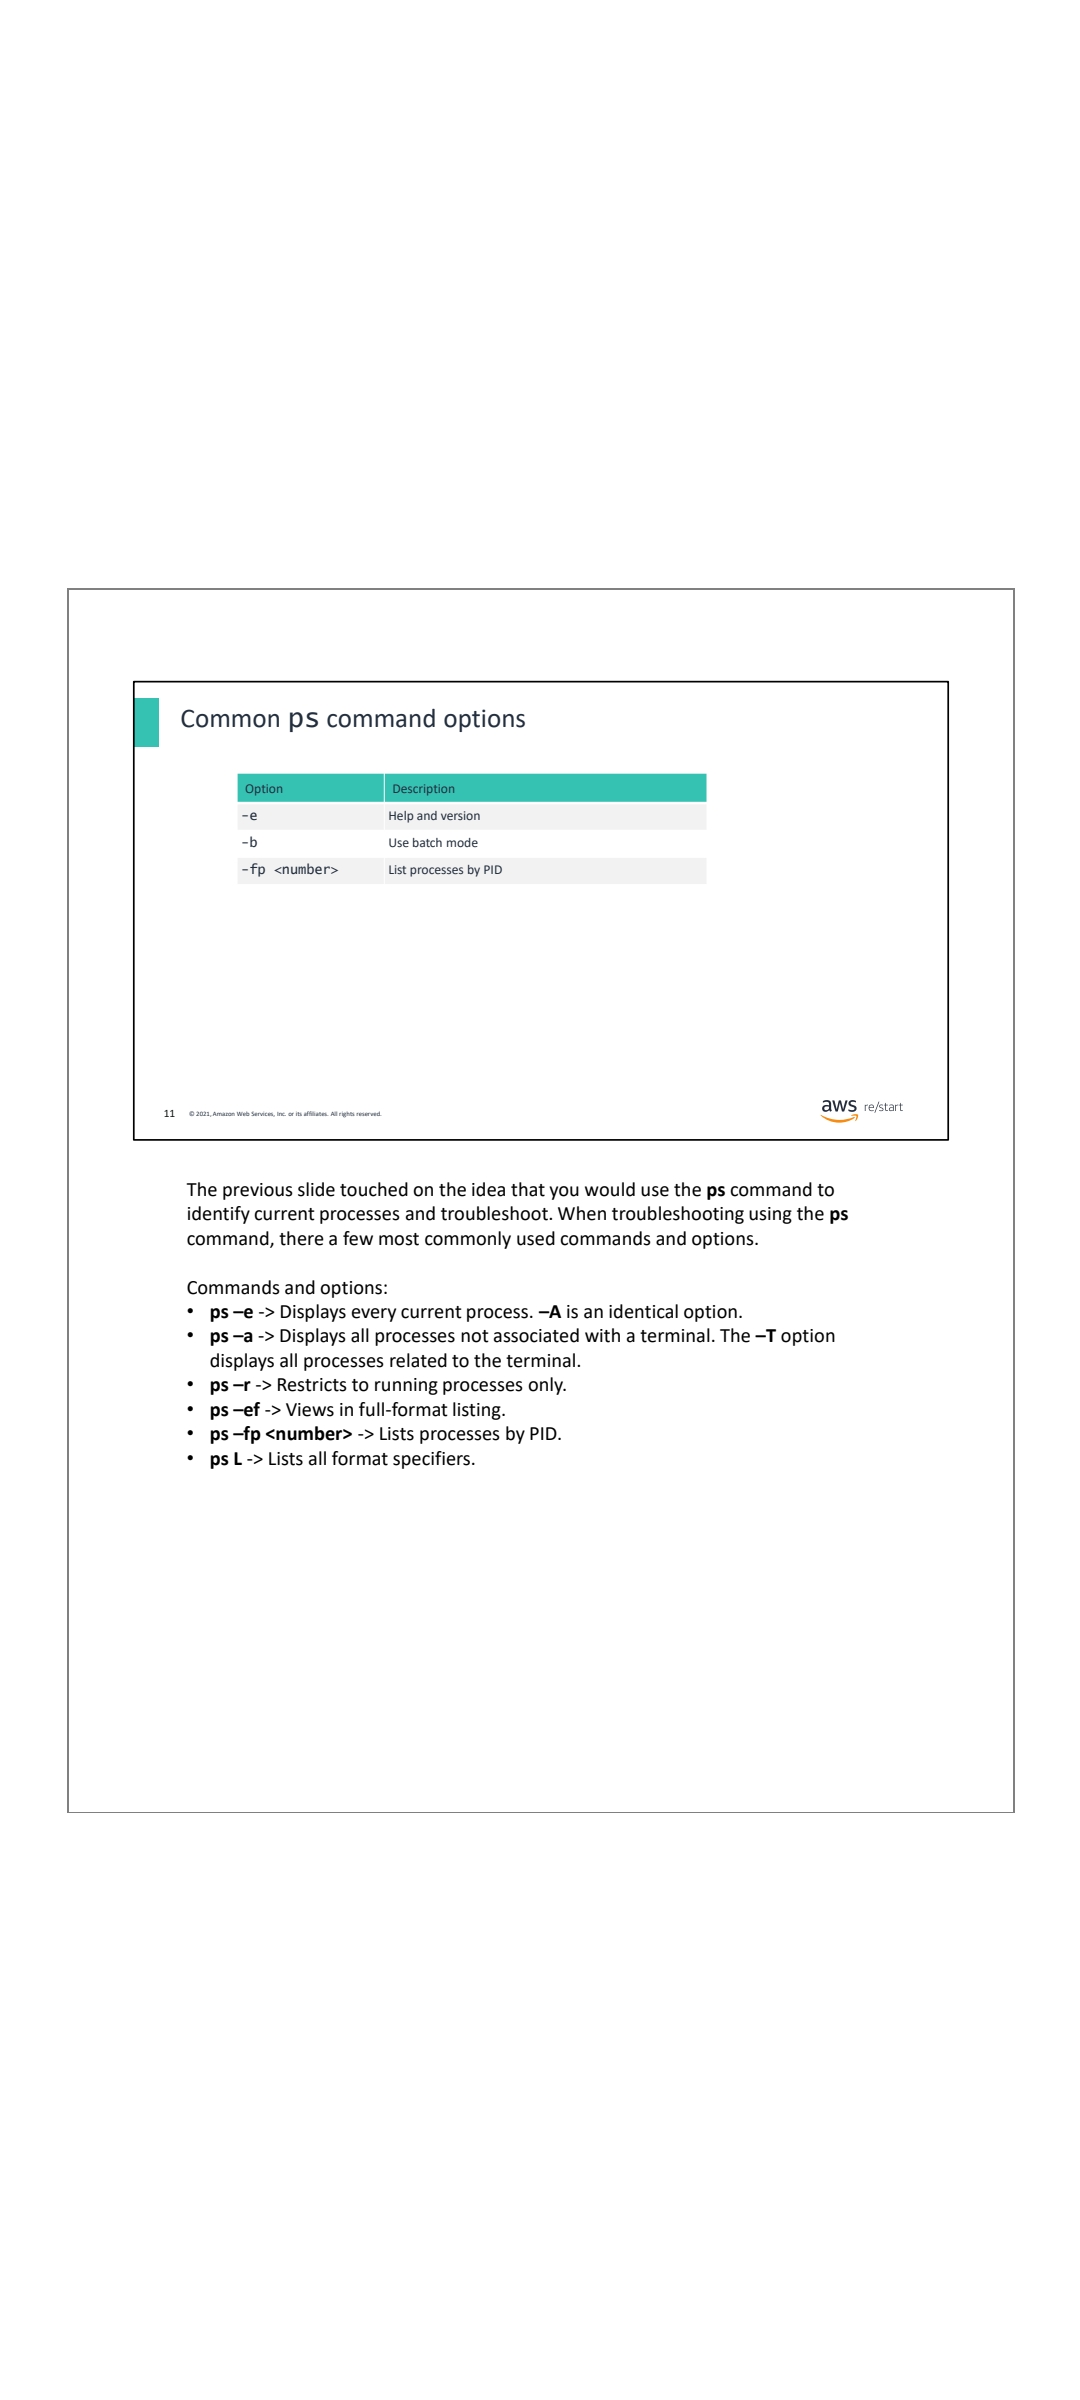 Common ps command options
Option Description
-e Help and version
-b Use batch mode
-fp <number> List processes by PID
11 © 2021, Amazon Web Services, Inc. or its affiliates. All rights reserved.
aws re/start
The previous slide touched on the idea that you would use the ps command to
identify current processes and troubleshoot. When troubleshooting using the ps
command, there a few most commonly used commands and options.
Commands and options:
• ps –e -> Displays every current process. –A is an identical option.
• ps –a -> Displays all processes not associated with a terminal. The –T option
displays all processes related to the terminal.
• ps –r -> Restricts to running processes only.
• ps –ef -> Views in full-format listing.
• ps –fp <number> -> Lists processes by PID.
• ps L -> Lists all format specifiers.